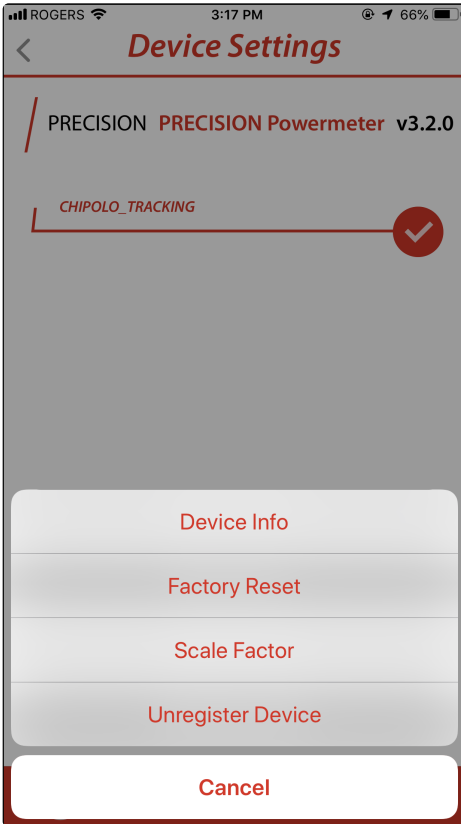 ROGERS 3:17 PM 66%
Device Settings
PRECISION PRECISION Powermeter v3.2.0
CHIPOLO_TRACKING
Device Info
Factory Reset
Scale Factor
Unregister Device
Cancel